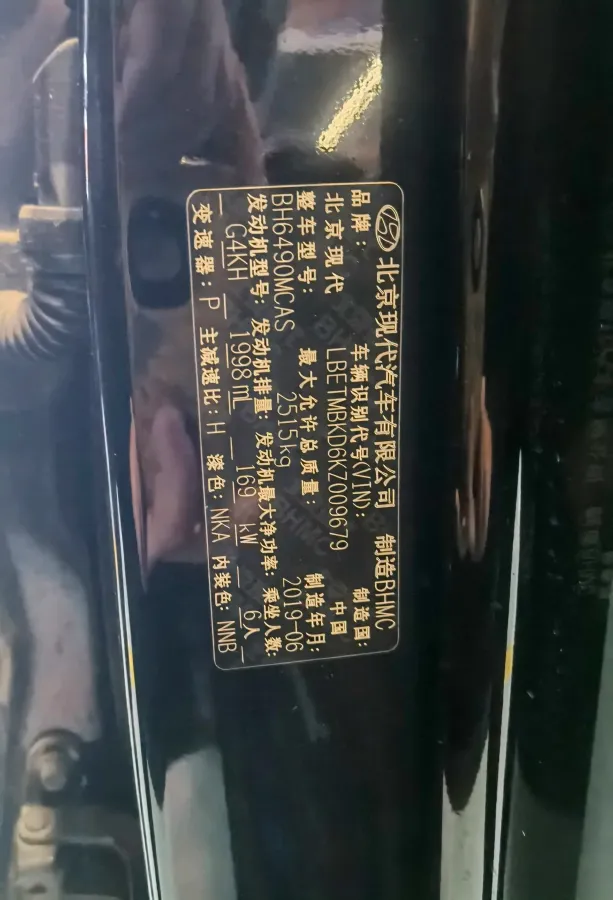 北京现代汽车有限公司 制造BHMC
品牌: 车辆识别代号(VIN): 制造国:
北京现代 LBETMBKD6KZ009679 中国
整车型号: 最大允许总质量: 制造年月:
BH6490MCAS 2515kg 2019-06
发动机型号: 发动机排量: 发动机最大净功率: 乘坐人数:
G4KH 1998ml 169 kW 6人
变速器: P 主减速比: H 漆色: NKA 内装色: NNB